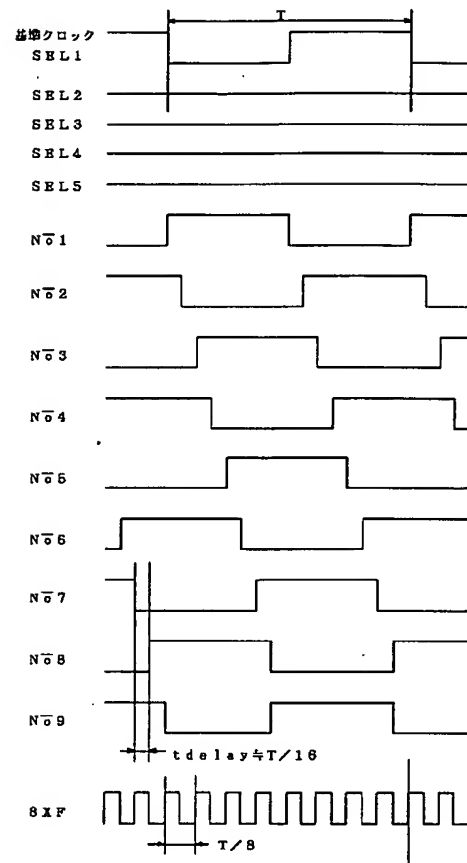 T
基準クロック
SEL1
SEL2
SEL3
SEL4
SEL5
No1
No2
No3
No4
No5
No6
No7
No8
No9
tdelay≒T/16
8XF
T/8